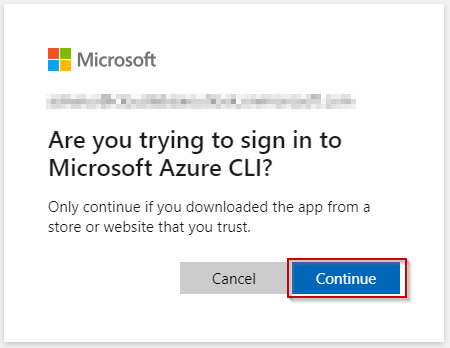 Microsoft
Are you trying to sign in to
Microsoft Azure CLI?
Only continue if you downloaded the app from a
store or website that you trust.
Cancel
Continue